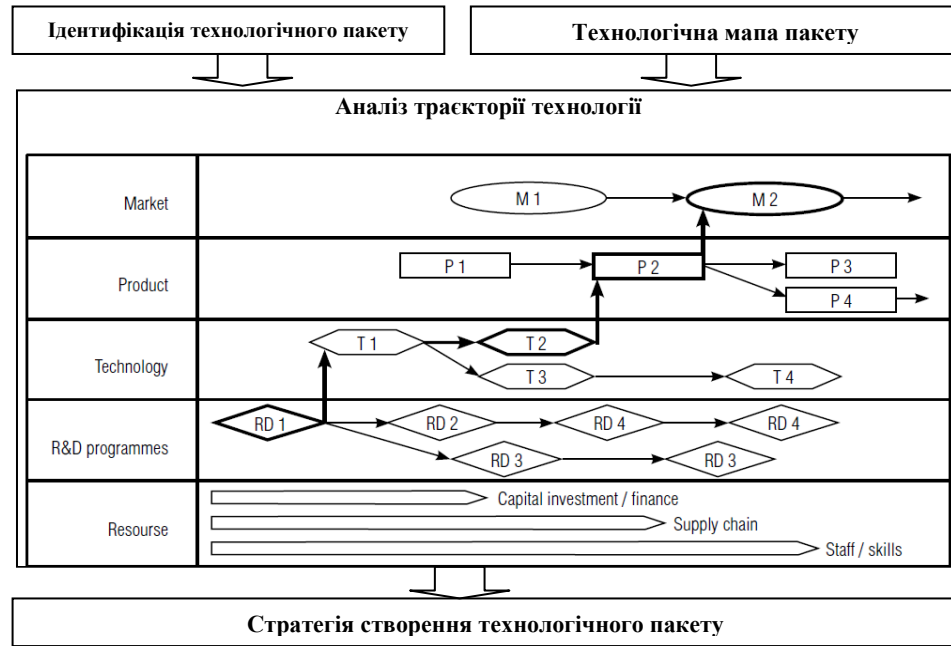 Ідентифікація технологічного пакету
Технологічна мапа пакету
Аналіз траєкторії технології
Market
M 1
M 2
Product
P 1
P 2
P 3
P 4
Technology
T 1
T 2
T 3
T 4
R&D programmes
RD 1
RD 2
RD 4
RD 4
RD 3
RD 3
Resourse
Capital investment / finance
Supply chain
Staff / skills
Стратегія створення технологічного пакету